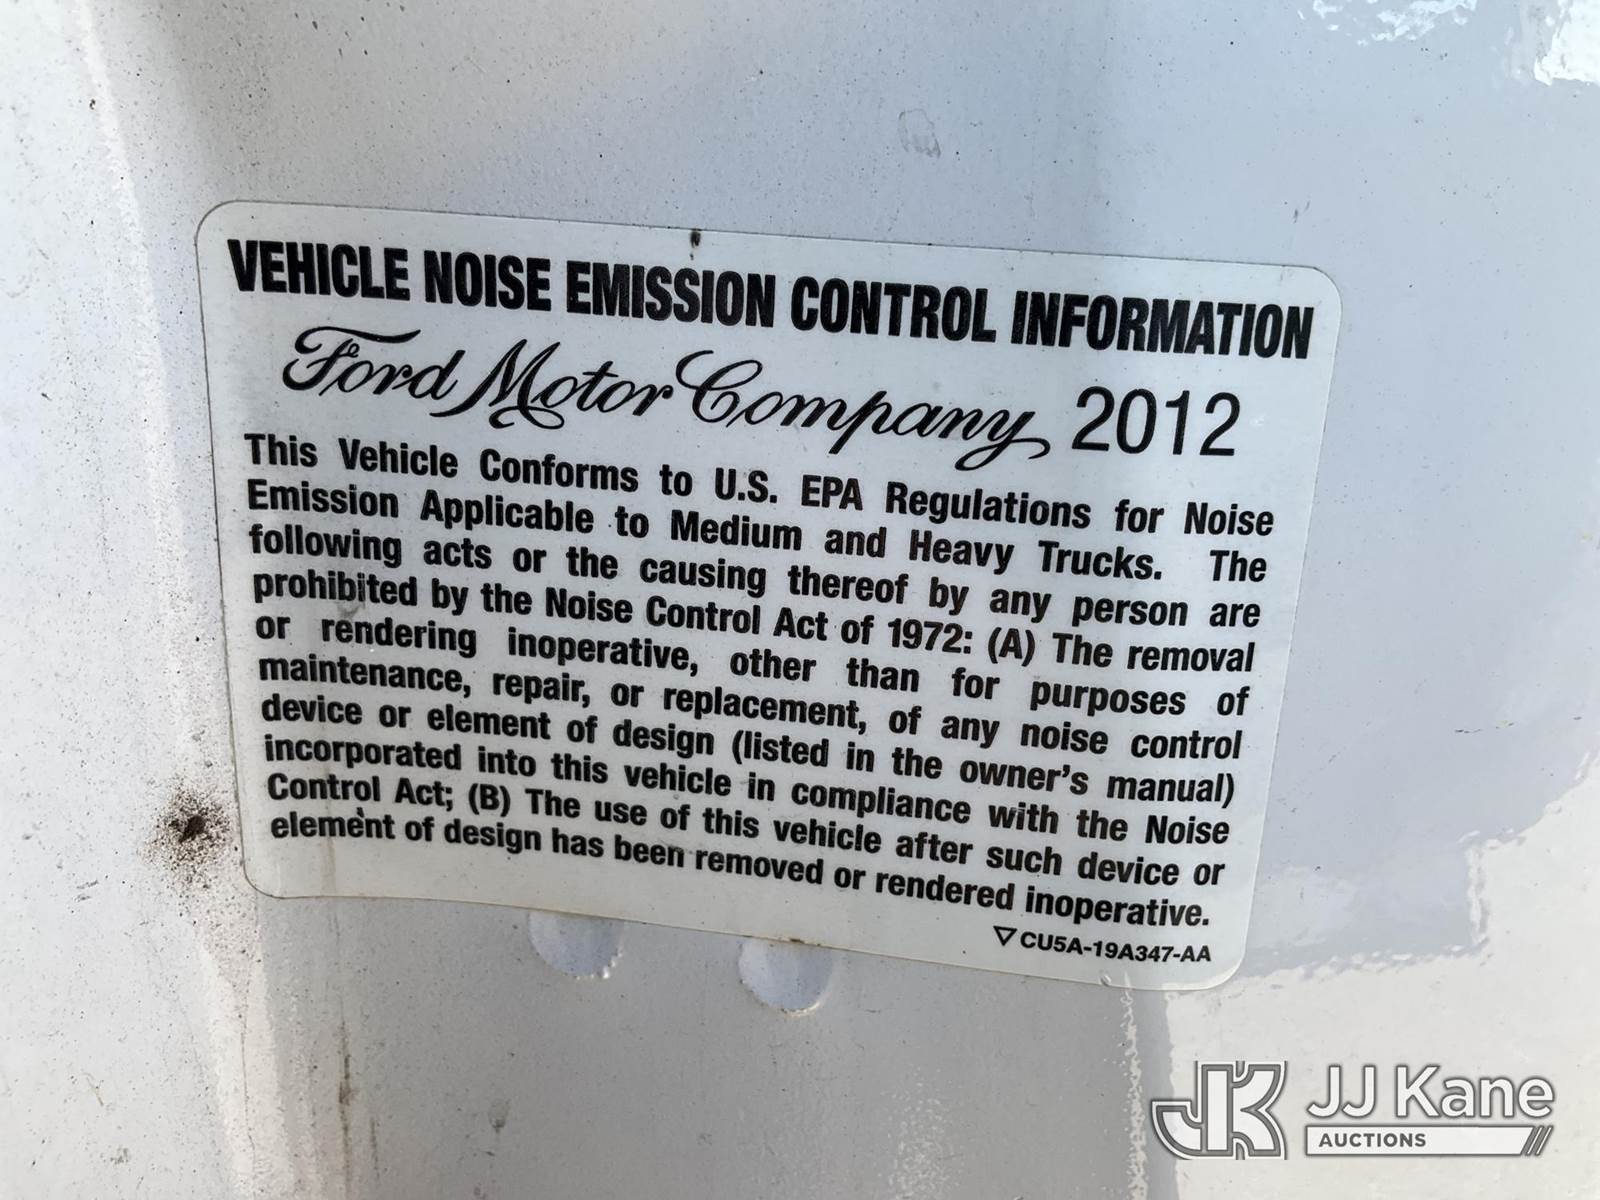 VEHICLE NOISE EMISSION CONTROL INFORMATION
Ford Motor Company 2012
This Vehicle Conforms to U.S. EPA Regulations for Noise
Emission Applicable to Medium and Heavy Trucks. The
following acts or the causing thereof by any person are
prohibited by the Noise Control Act of 1972: (A) The removal
or rendering inoperative, other than for purposes of
maintenance, repair, or replacement, of any noise control
device or element of design (listed in the owner's manual)
incorporated into this vehicle in compliance with the Noise
Control Act; (B) The use of this vehicle after such device or
element of design has been removed or rendered inoperative.
▽ CU5A-19A347-AA
JK JJ Kane
AUCTIONS